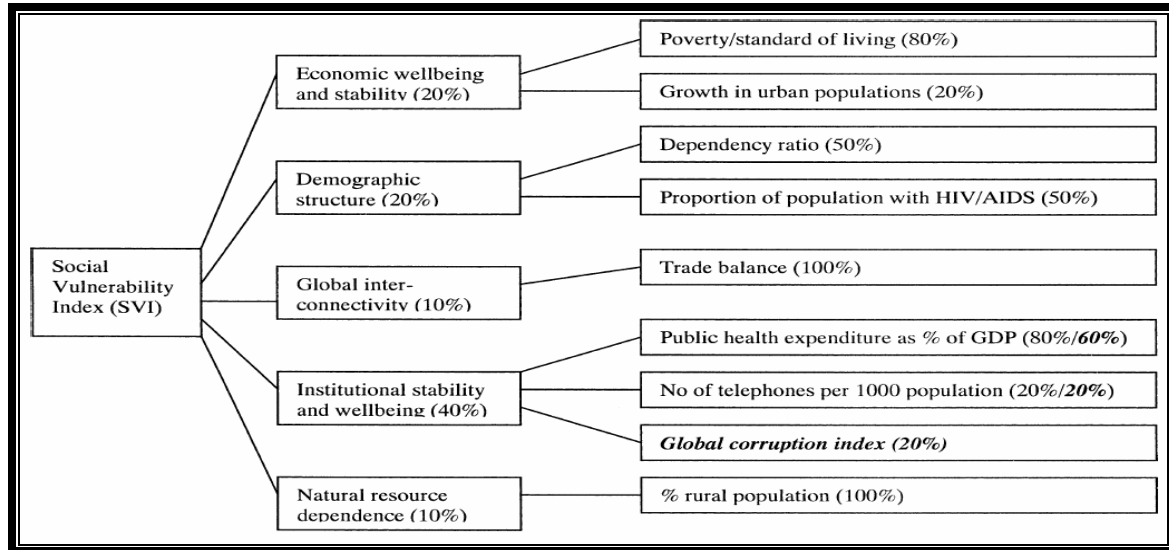 Social
Vulnerability
Index (SVI)
Economic wellbeing
and stability (20%)
Poverty/standard of living (80%)
Growth in urban populations (20%)
Demographic
structure (20%)
Dependency ratio (50%)
Proportion of population with HIV/AIDS (50%)
Global inter-
connectivity (10%)
Trade balance (100%)
Institutional stability
and wellbeing (40%)
Public health expenditure as % of GDP (80%/60%)
No of telephones per 1000 population (20%/20%)
Global corruption index (20%)
Natural resource
dependence (10%)
% rural population (100%)